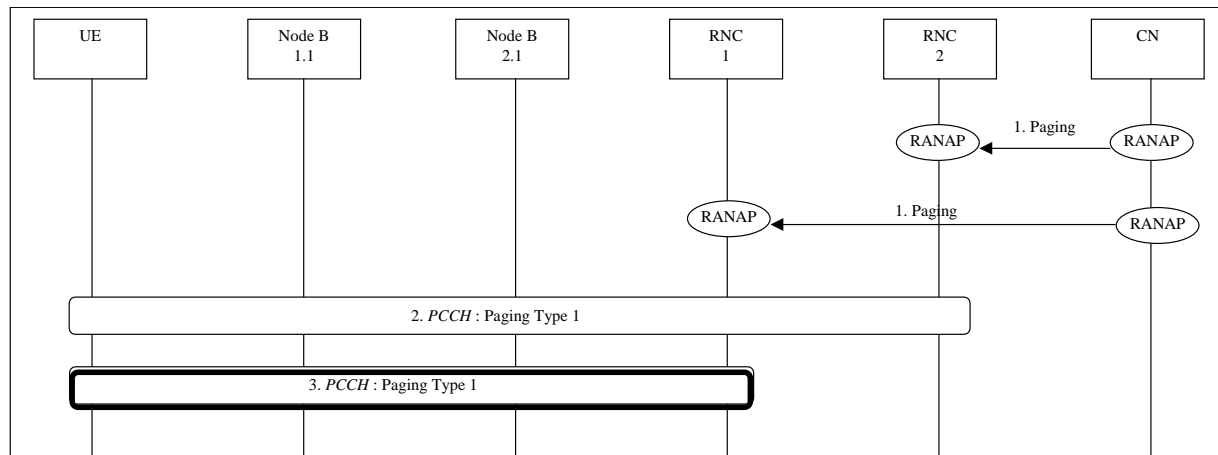 UE
Node B
1.1
Node B
2.1
RNC
1
RNC
2
CN
1. Paging
RANAP
RANAP
1. Paging
RANAP
RANAP
2. PCCH : Paging Type 1
3. PCCH : Paging Type 1